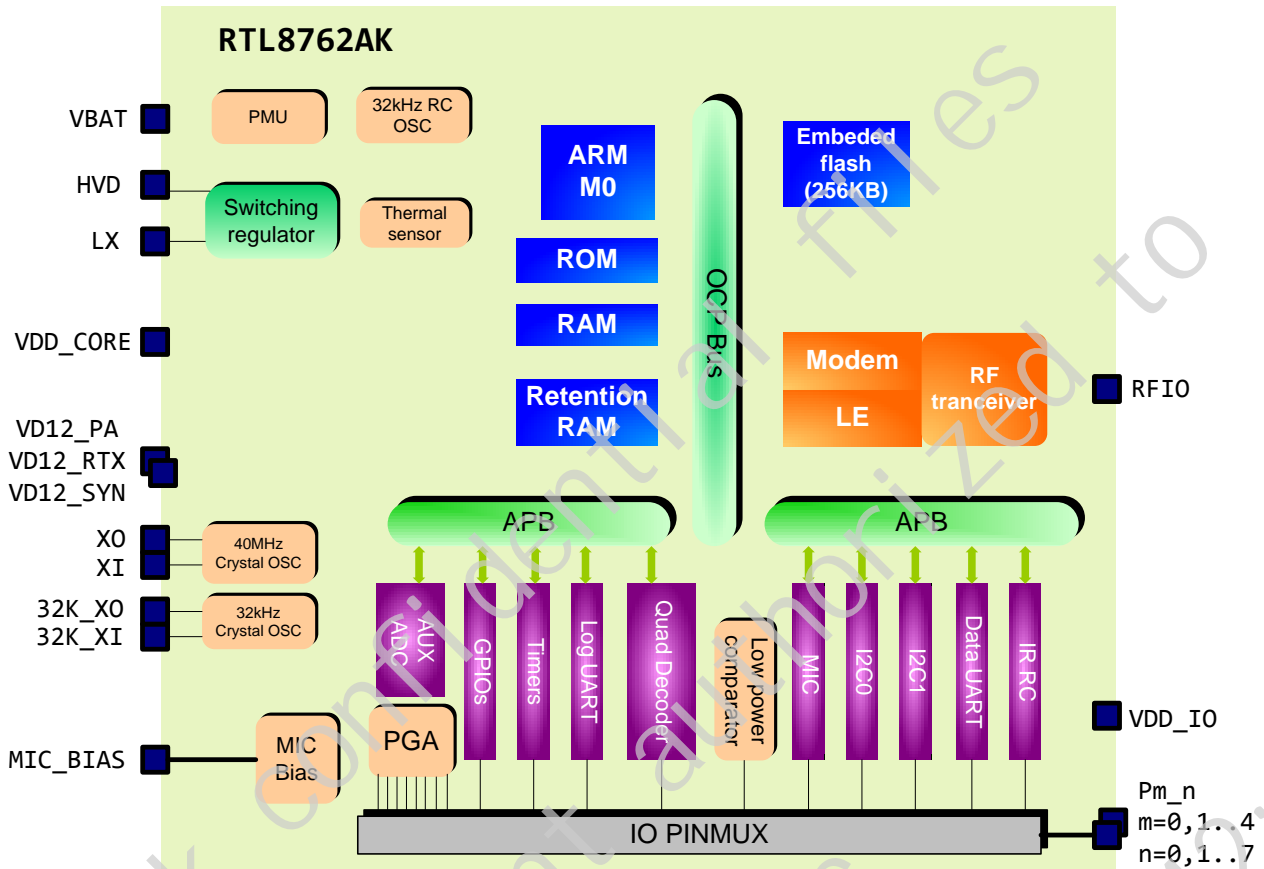 RTL8762AK
VBAT
HVD
LX
VDD_CORE
VD12_PA
VD12_RTX
VD12_SYN
XO
XI
32K_XO
32K_XI
MIC_BIAS
PMU
32kHz RC
OSC
Switching
regulator
Thermal
sensor
ARM
M0
ROM
RAM
Retention
RAM
OCP Bus
Embeded
flash
(256KB)
Modem
LE
RF
tranceiver
RFIO
APB
APB
40MHz
Crystal OSC
32kHz
Crystal OSC
AUX
ADC
GPIOs
Timers
Log UART
Quad Decoder
Low power
comparator
MIC
I2C0
I2C1
Data UART
IR RC
MIC
Bias
PGA
IO PINMUX
VDD_IO
Pm_n
m=0,1..4
n=0,1..7
confidential files
authorized to